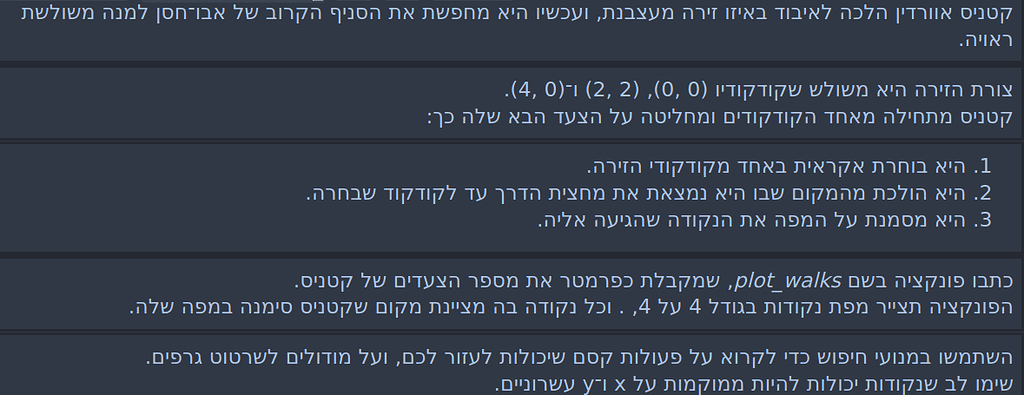 קטניס אוורדין הלכה לאיבוד באיזו זירה מעצבנת, ועכשיו היא מחפשת את הסניף הקרוב של אבו־חסן למנה משולשת
ראויה.
צורת הזירה היא משולש שקודקודיו (0, 0), (2, 2) ו־(4, 0).
קטניס מתחילה מאחד הקודקודים ומחליטה על הצעד הבא שלה כך:
1. היא בוחרת אקראית באחד מקודקודי הזירה.
2. היא הולכת מהמקום שבו היא נמצאת את מחצית הדרך עד לקודקוד שבחרה.
3. היא מסמנת על המפה את הנקודה שהגיעה אליה.
כתבו פונקציה בשם plot_walks, שמקבלת כפרמטר את מספר הצעדים של קטניס.
הפונקציה תצייר מפת נקודות בגודל 4 על 4, . וכל נקודה בה מציינת מקום שקטניס סימנה במפה שלה.
השתמשו במנועי חיפוש כדי לקרוא על פעולות קסם שיכולות לעזור לכם, ועל מודולים לשרטוט גרפים.
שימו לב שנקודות יכולות להיות ממוקמות על x ו־y עשרוניים.